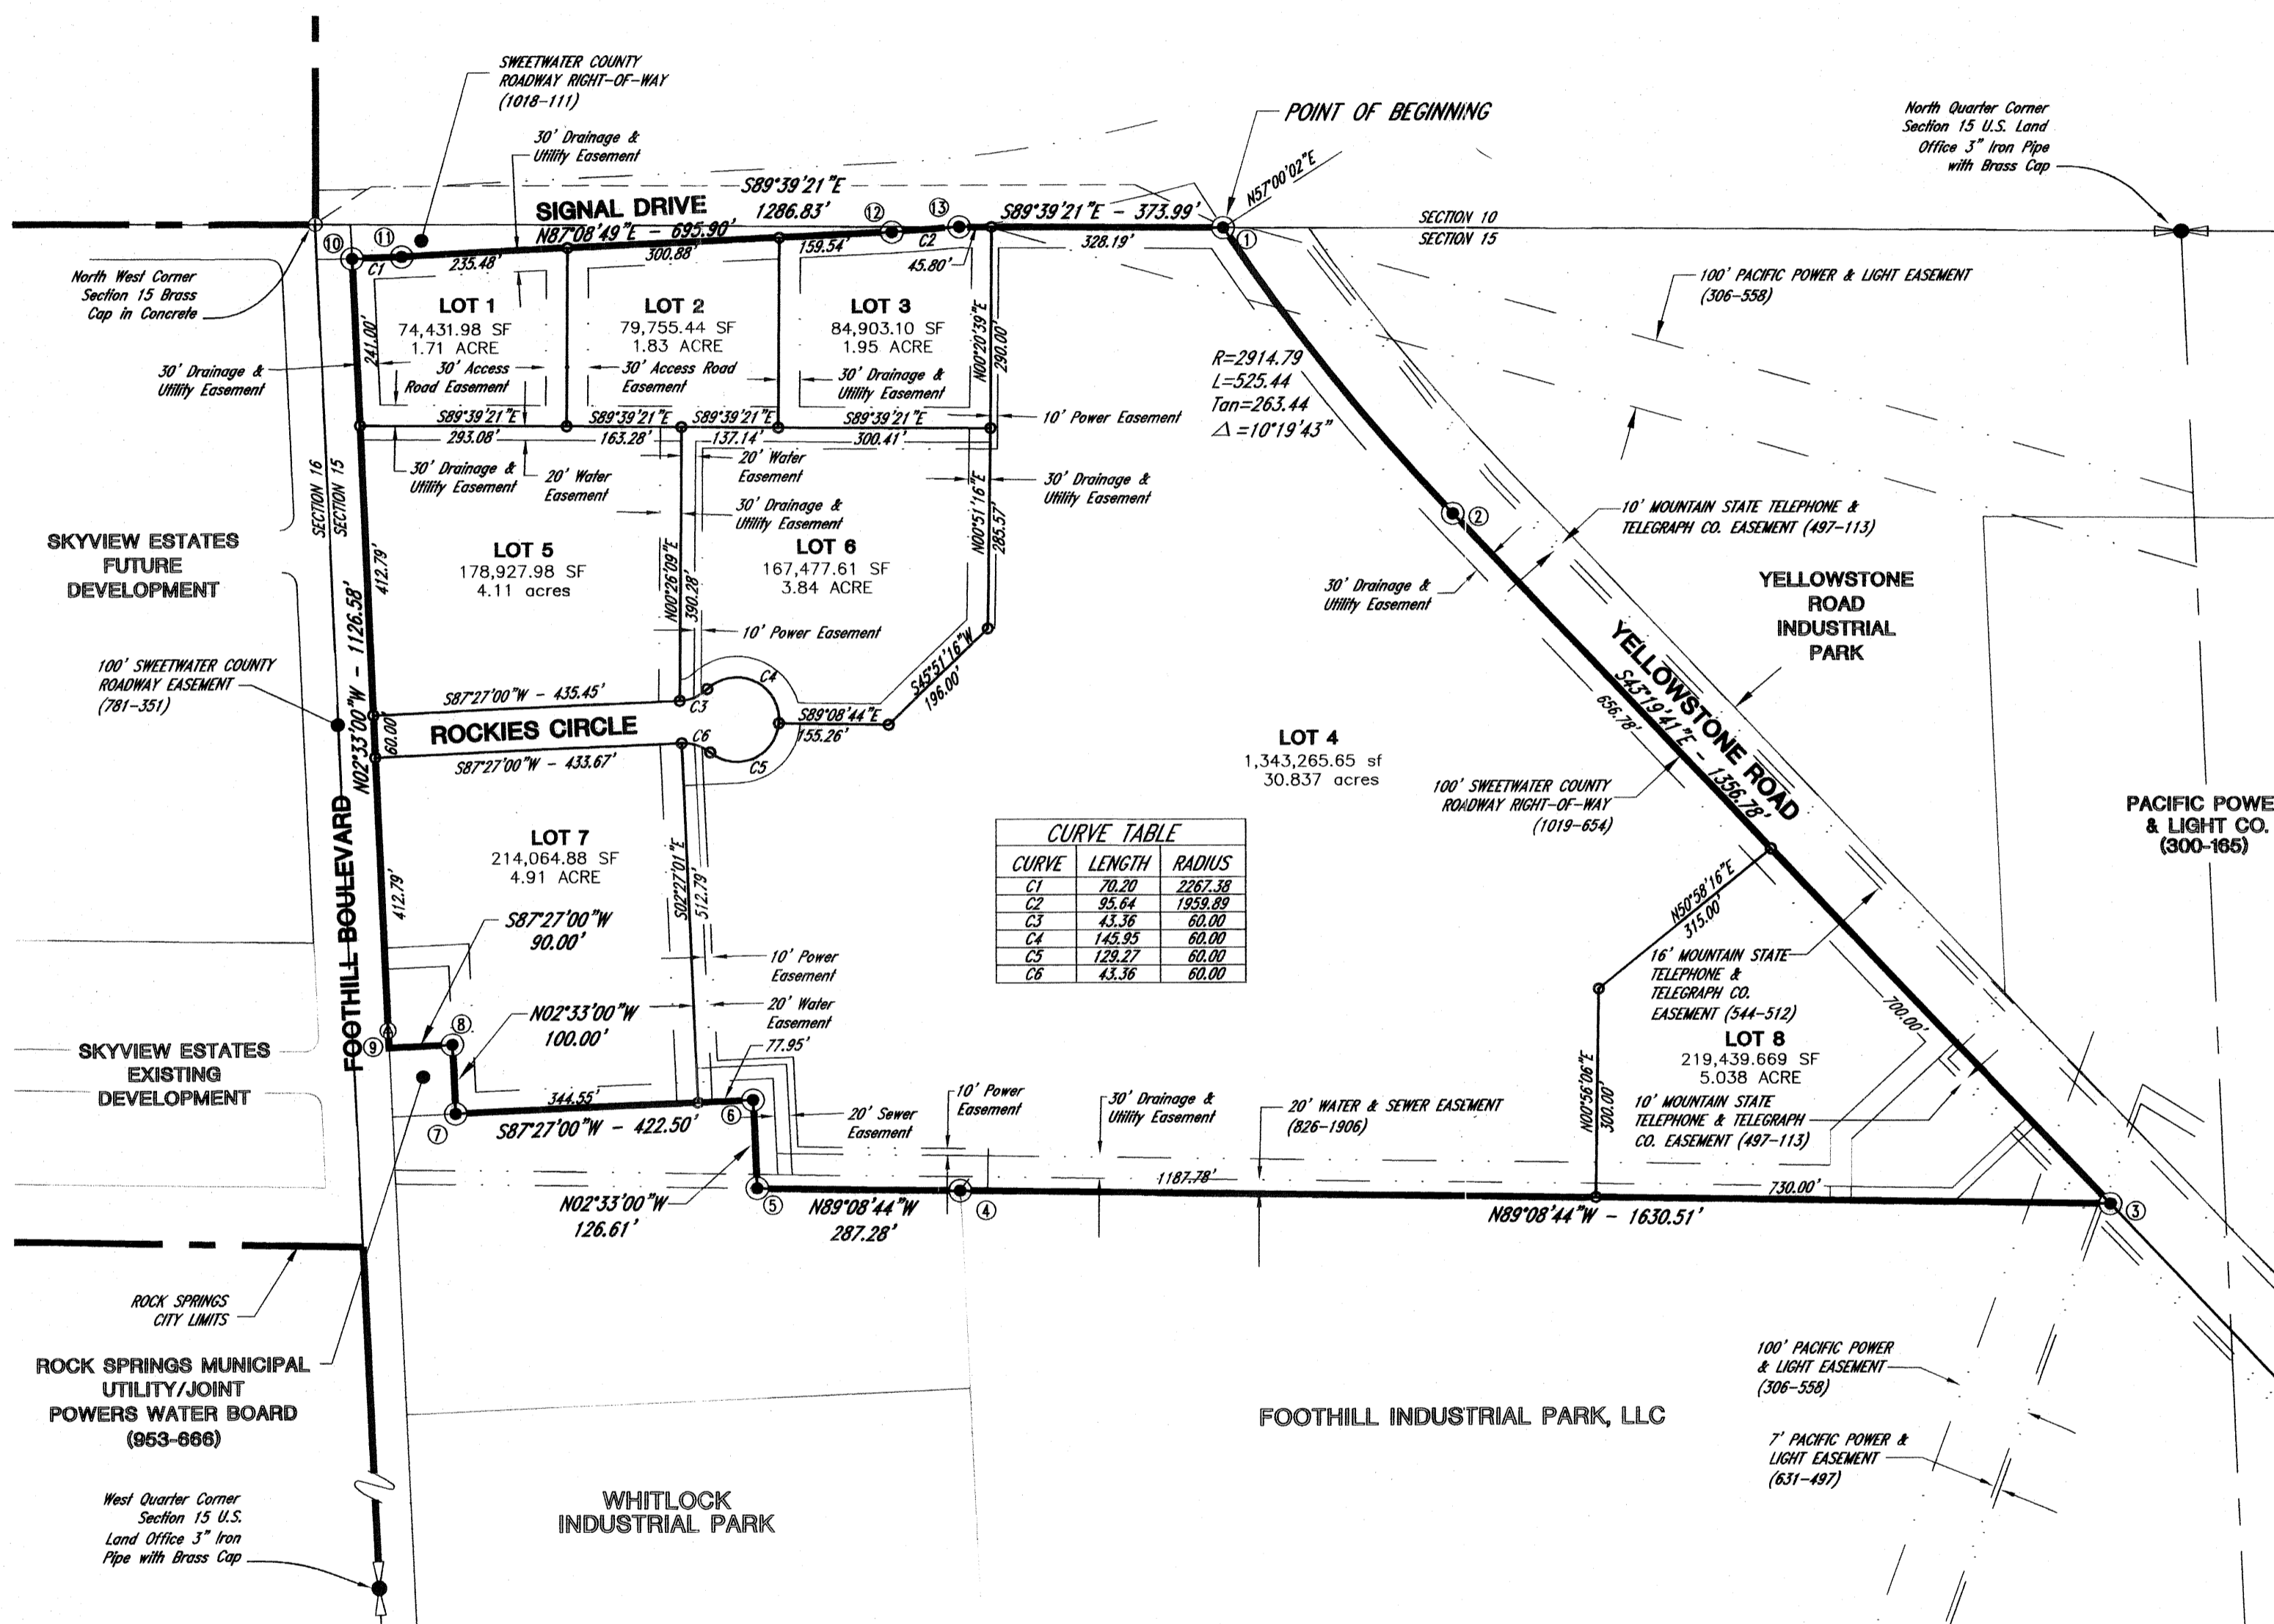 SWEETWATER COUNTY
ROADWAY RIGHT-OF-WAY
(1018-111)
30' Drainage &
Utility Easement
POINT OF BEGINNING
North Quarter Corner
Section 15 U.S. Land
Office 3" Iron Pipe
with Brass Cap
N57°00'02"E
S89°39'21"E
1286.83'
SIGNAL DRIVE
N87°08'49"E - 695.90'
S89°39'21"E - 373.99'
SECTION 10
SECTION 15
10
11
12
13
1
C1
235.48'
300.88'
159.54'
C2
45.80'
328.19'
North West Corner
Section 15 Brass
Cap in Concrete
100' PACIFIC POWER & LIGHT EASEMENT
(306-558)
LOT 1
74,431.98 SF
1.71 ACRE
LOT 2
79,755.44 SF
1.83 ACRE
LOT 3
84,903.10 SF
1.95 ACRE
241.00'
N00°20'39"E
290.00'
30' Drainage &
Utility Easement
30' Access
Road Easement
30' Access Road
Easement
30' Drainage &
Utility Easement
R=2914.79
L=525.44
Tan=263.44
Δ=10°19'43"
S89°39'21"E
293.08'
S89°39'21"E
163.28'
S89°39'21"E
137.14'
S89°39'21"E
300.41'
10' Power Easement
SECTION 16
SECTION 15
30' Drainage &
Utility Easement
20' Water
Easement
20' Water
Easement
30' Drainage &
Utility Easement
30' Drainage &
Utility Easement
N00°51'16"E
285.57'
2
10' MOUNTAIN STATE TELEPHONE &
TELEGRAPH CO. EASEMENT (497-113)
SKYVIEW ESTATES
FUTURE
DEVELOPMENT
LOT 5
178,927.98 SF
4.11 acres
LOT 6
167,477.61 SF
3.84 ACRE
412.79'
N00°26'09"E
390.28'
10' Power Easement
30' Drainage &
Utility Easement
YELLOWSTONE
ROAD
INDUSTRIAL
PARK
100' SWEETWATER COUNTY
ROADWAY EASEMENT
(781-351)
N02°33'00"W - 1126.58'
60.00'
S87°27'00"W - 435.45'
ROCKIES CIRCLE
S87°27'00"W - 433.67'
C3
C4
C5
C6
S89°08'44"E
155.26'
S45°51'16"W
196.00'
YELLOWSTONE ROAD
S43°19'41"E - 1356.78'
656.78'
LOT 4
1,343,265.65 sf
30.837 acres
100' SWEETWATER COUNTY
ROADWAY RIGHT-OF-WAY
(1019-654)
PACIFIC POWE
& LIGHT CO.
(300-165)
CURVE TABLE
CURVE LENGTH RADIUS
C1 70.20 2267.38
C2 95.64 1959.89
C3 43.36 60.00
C4 145.95 60.00
C5 129.27 60.00
C6 43.36 60.00
FOOTHILL BOULEVARD
LOT 7
214,064.88 SF
4.91 ACRE
412.79'
S02°27'01"E
512.79'
S87°27'00"W
90.00'
N50°58'16"E
315.00'
10' Power
Easement
16' MOUNTAIN STATE
TELEPHONE &
TELEGRAPH CO.
EASEMENT (544-512)
700.00'
N02°33'00"W
100.00'
20' Water
Easement
77.95'
8
9
SKYVIEW ESTATES
EXISTING
DEVELOPMENT
LOT 8
219,439.669 SF
5.038 ACRE
N00°56'06"E
300.00'
10' MOUNTAIN STATE
TELEPHONE & TELEGRAPH
CO. EASEMENT (497-113)
344.55'
S87°27'00"W - 422.50'
7
6
20' Sewer
Easement
10' Power
Easement
30' Drainage &
Utility Easement
20' WATER & SEWER EASEMENT
(826-1906)
1187.78'
730.00'
N02°33'00"W
126.61'
5
N89°08'44"W
287.28'
4
N89°08'44"W - 1630.51'
3
ROCK SPRINGS
CITY LIMITS
ROCK SPRINGS MUNICIPAL
UTILITY/JOINT
POWERS WATER BOARD
(953-666)
100' PACIFIC POWER
& LIGHT EASEMENT
(306-558)
FOOTHILL INDUSTRIAL PARK, LLC
7' PACIFIC POWER &
LIGHT EASEMENT
(631-497)
West Quarter Corner
Section 15 U.S.
Land Office 3" Iron
Pipe with Brass Cap
WHITLOCK
INDUSTRIAL PARK